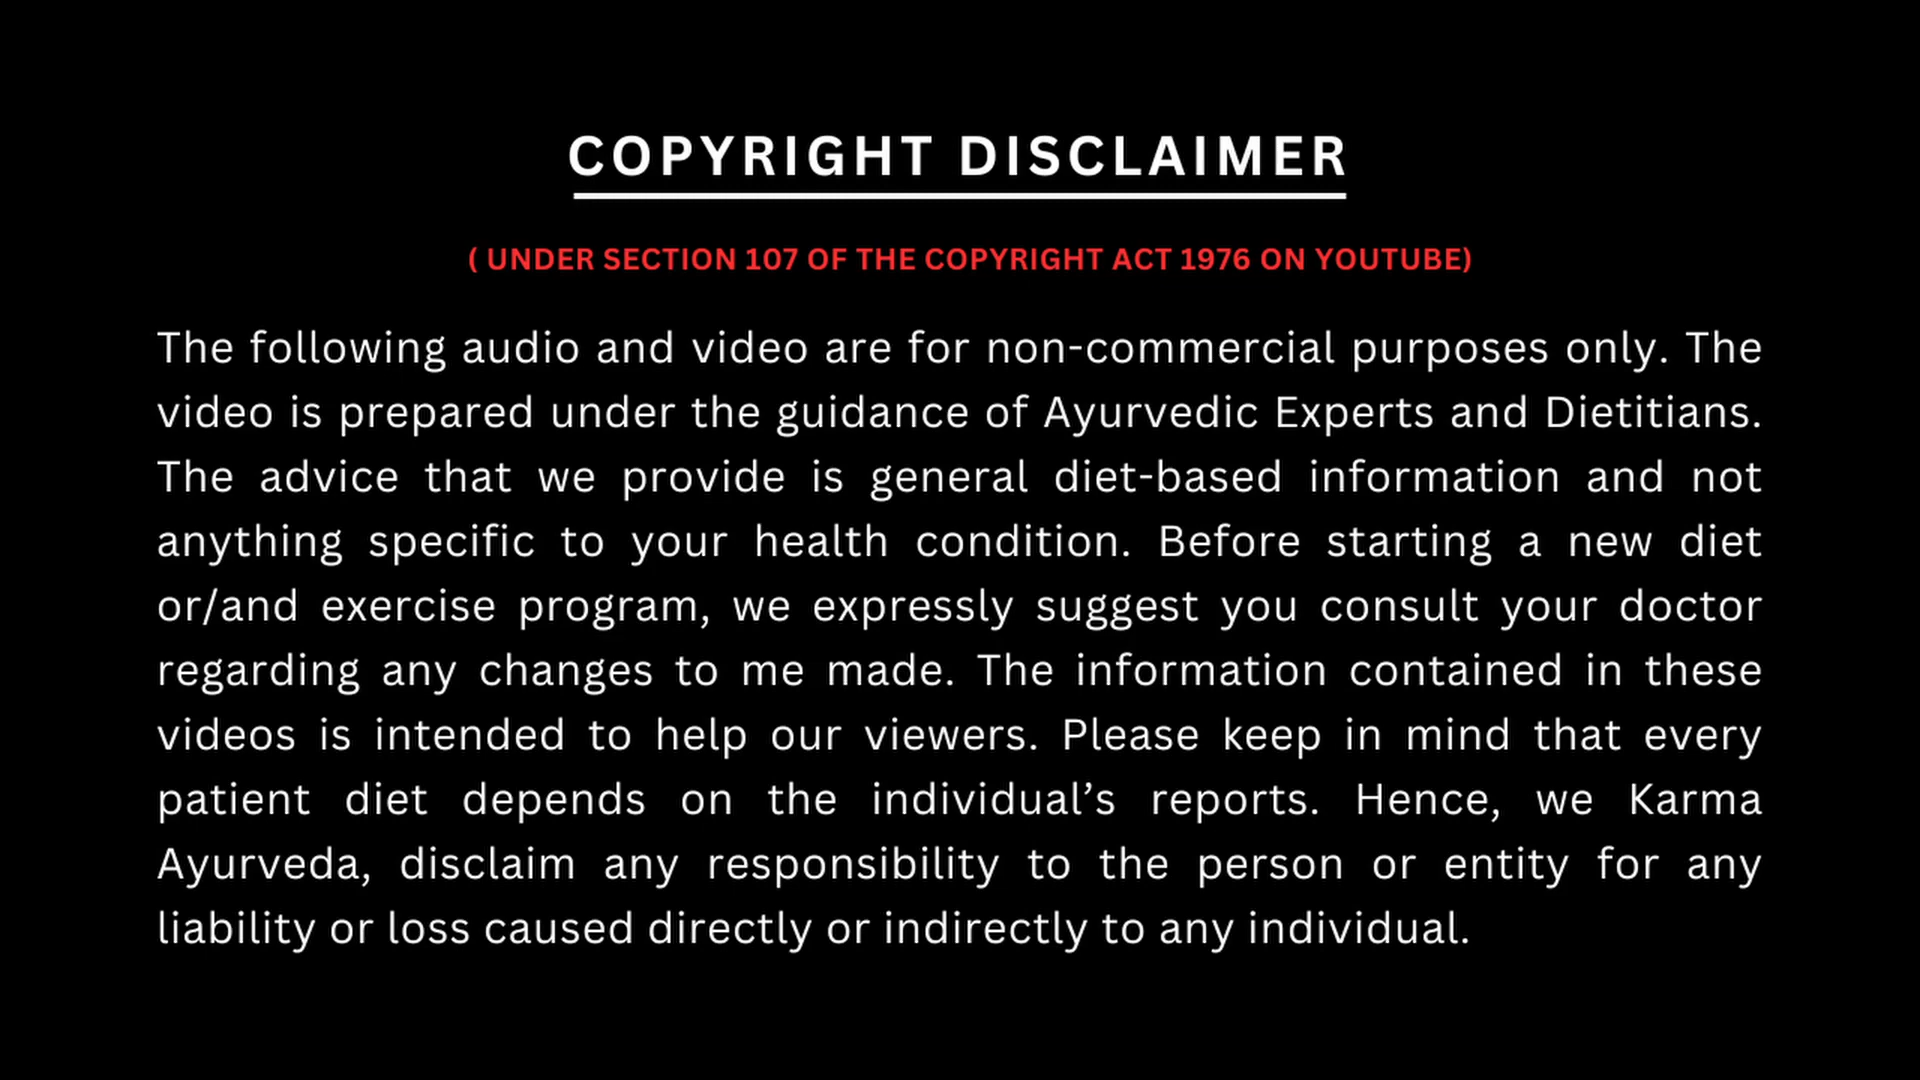 COPYRIGHT DISCLAIMER
( UNDER SECTION 107 OF THE COPYRIGHT ACT 1976 ON YOUTUBE)
The following audio and video are for non-commercial purposes only. The
video is prepared under the guidance of Ayurvedic Experts and Dietitians.
The advice that we provide is general diet-based information and not
anything specific to your health condition. Before starting a new diet
or/and exercise program, we expressly suggest you consult your doctor
regarding any changes to me made. The information contained in these
videos is intended to help our viewers. Please keep in mind that every
patient diet depends on the individual’s reports. Hence, we Karma
Ayurveda, disclaim any responsibility to the person or entity for any
liability or loss caused directly or indirectly to any individual.